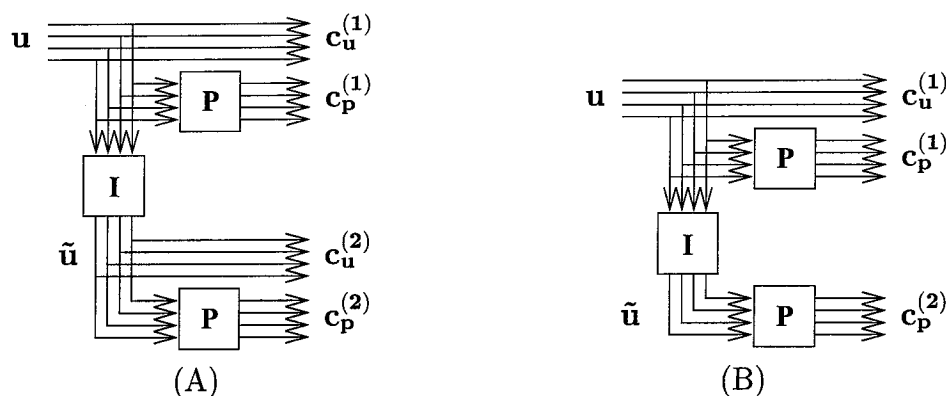 u
c_u^(1)
P
c_p^(1)
I
ũ
c_u^(2)
P
c_p^(2)
(A)
u
c_u^(1)
P
c_p^(1)
I
ũ
P
c_p^(2)
(B)